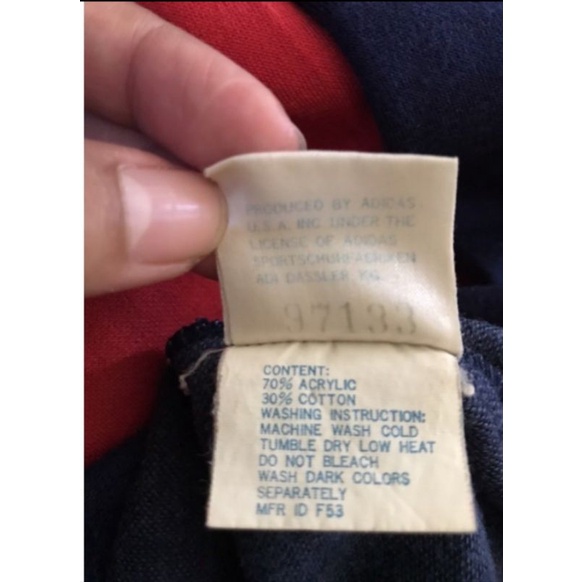 PRODUCED BY ADIDAS
U.S.A. INC. UNDER THE
LICENSE OF ADIDAS
SPORTSCHUHFABRIKEN
ADI DASSLER KG.
97133
CONTENT:
70% ACRYLIC
30% COTTON
WASHING INSTRUCTION:
MACHINE WASH COLD
TUMBLE DRY LOW HEAT
DO NOT BLEACH
WASH DARK COLORS
SEPARATELY
MFR ID F53